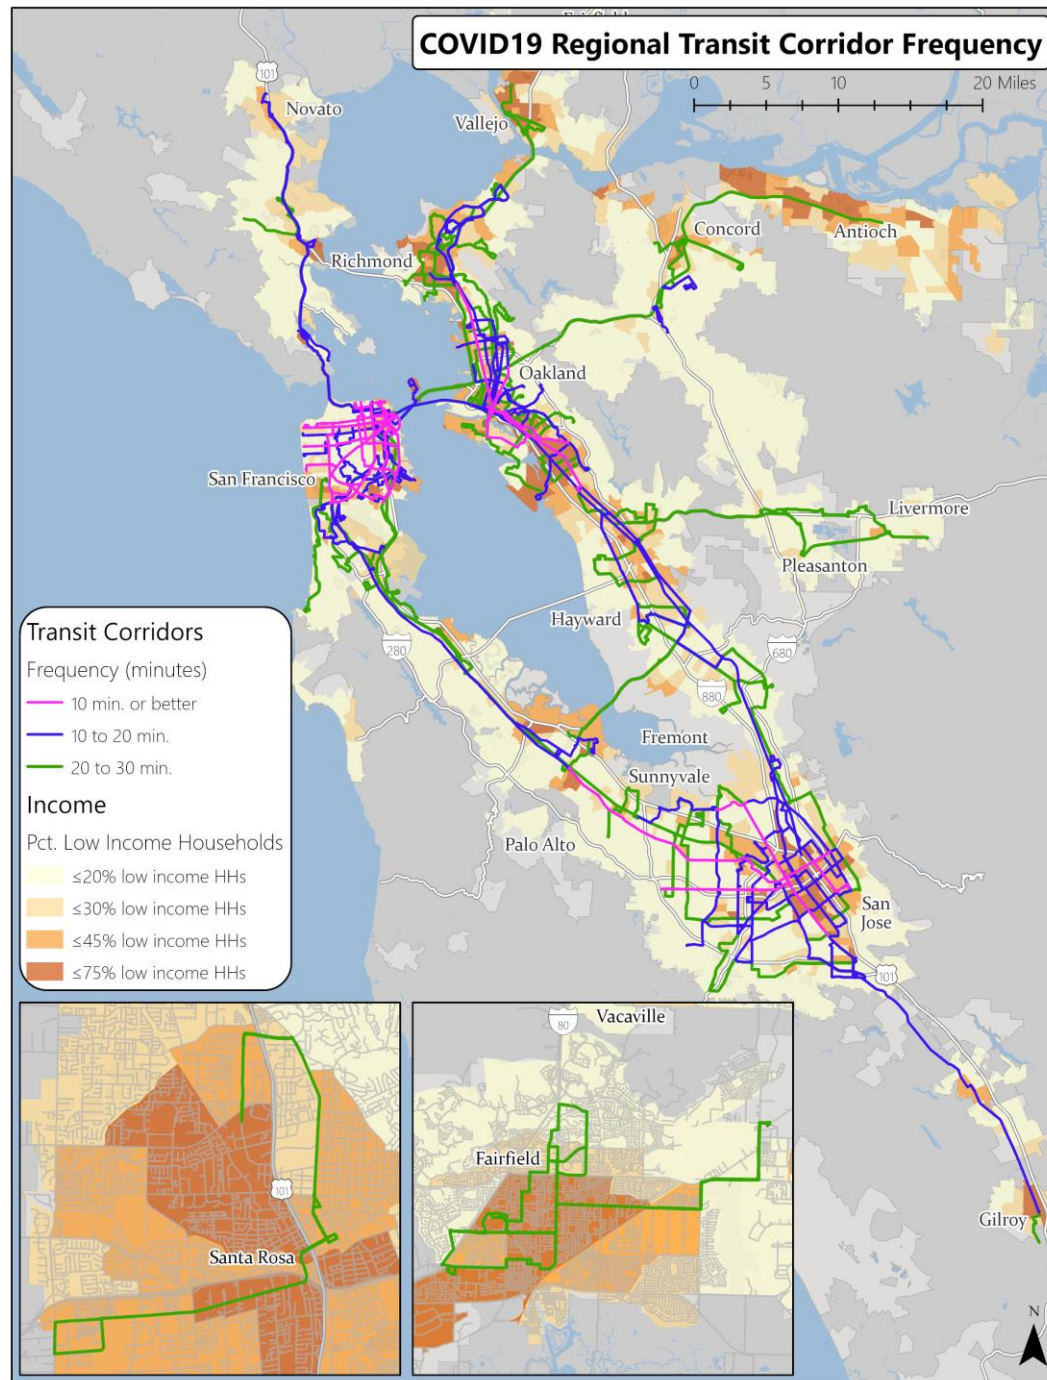 Fairfield
COVID19 Regional Transit Corridor Frequency
0 5 10 20 Miles
101
Novato
Vallejo
Concord
Antioch
Richmond
Oakland
San Francisco
Livermore
Pleasanton
Hayward
280
680
880
Fremont
Sunnyvale
Palo Alto
San
Jose
101
Gilroy
Transit Corridors
Frequency (minutes)
10 min. or better
10 to 20 min.
20 to 30 min.
Income
Pct. Low Income Households
≤20% low income HHs
≤30% low income HHs
≤45% low income HHs
≤75% low income HHs
101
Santa Rosa
80
Vacaville
Fairfield
N